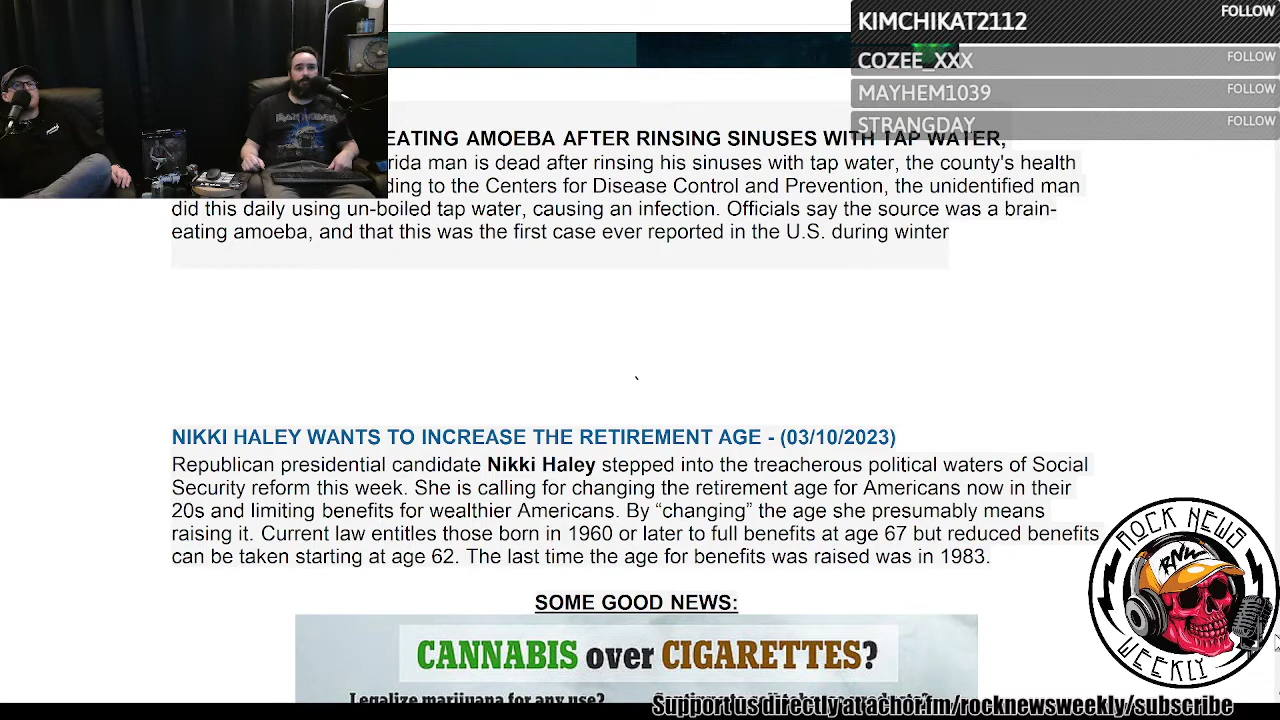 KIMCHIKAT2112 FOLLOW
COZEE_XXX FOLLOW
MAYHEM1039 FOLLOW
STRANGDAY FOLLOW
EATING AMOEBA AFTER RINSING SINUSES WITH TAP WATER,
rida man is dead after rinsing his sinuses with tap water, the county's health
ding to the Centers for Disease Control and Prevention, the unidentified man
did this daily using un-boiled tap water, causing an infection. Officials say the source was a brain-
eating amoeba, and that this was the first case ever reported in the U.S. during winter
NIKKI HALEY WANTS TO INCREASE THE RETIREMENT AGE - (03/10/2023)
Republican presidential candidate Nikki Haley stepped into the treacherous political waters of Social
Security reform this week. She is calling for changing the retirement age for Americans now in their
20s and limiting benefits for wealthier Americans. By “changing” the age she presumably means
raising it. Current law entitles those born in 1960 or later to full benefits at age 67 but reduced benefits
can be taken starting at age 62. The last time the age for benefits was raised was in 1983.
SOME GOOD NEWS:
CANNABIS over CIGARETTES?
Legalize marijuana for any use?
ROCK NEWS
RNW
WEEKLY
Support us directly at achor.fm/rocknewsweekly/subscribe